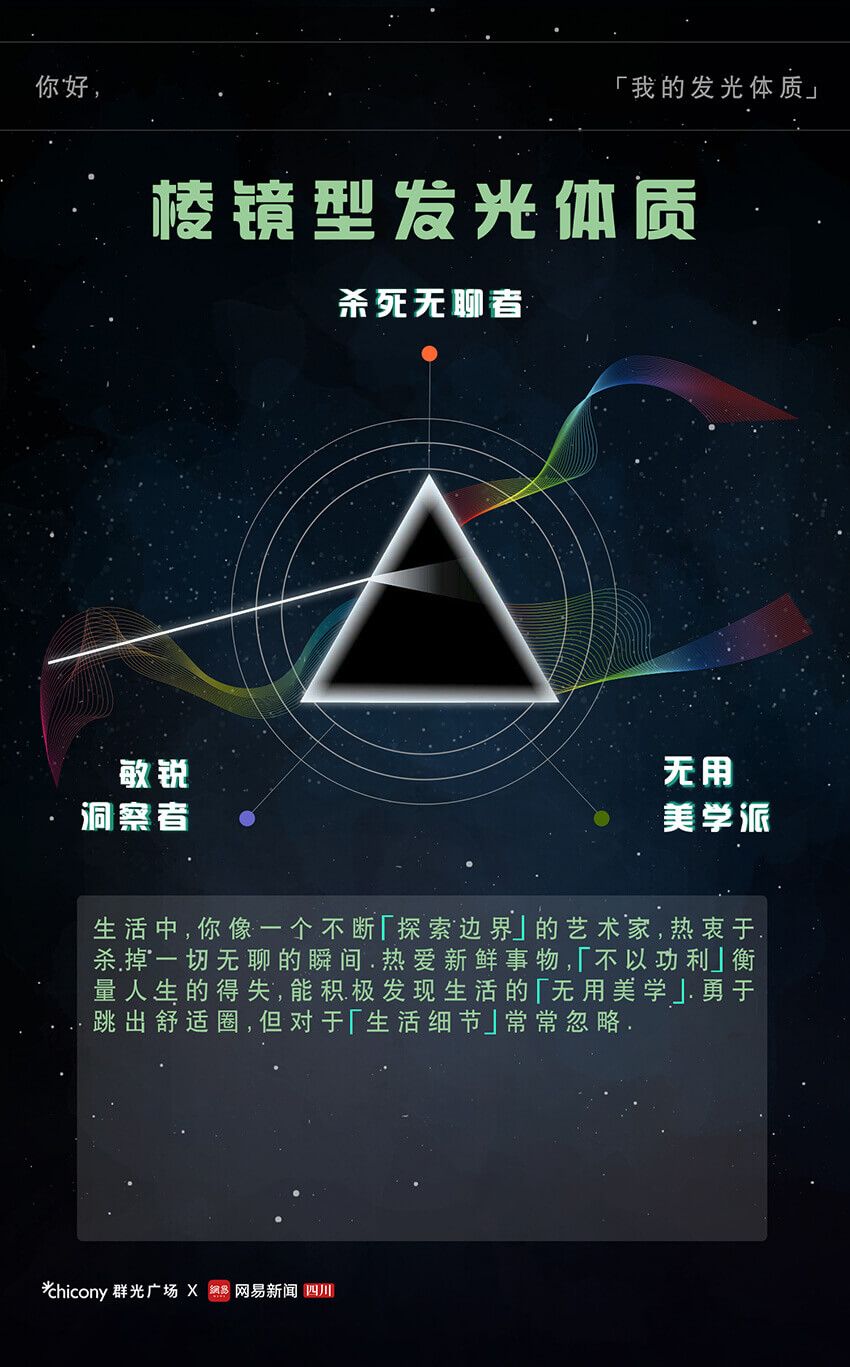 你好,
「我的发光体质」
棱镜型发光体质
杀死无聊者
敏锐
洞察者
无用
美学派
生活中,你像一个不断「探索边界」的艺术家,热衷于
杀掉一切无聊的瞬间.热爱新鲜事物,「不以功利」衡
量人生的得失,能积极发现生活的「无用美学」.勇于
跳出舒适圈,但对于「生活细节」常常忽略.
chicony 群光广场 X 網易 NEWS 网易新闻 四川